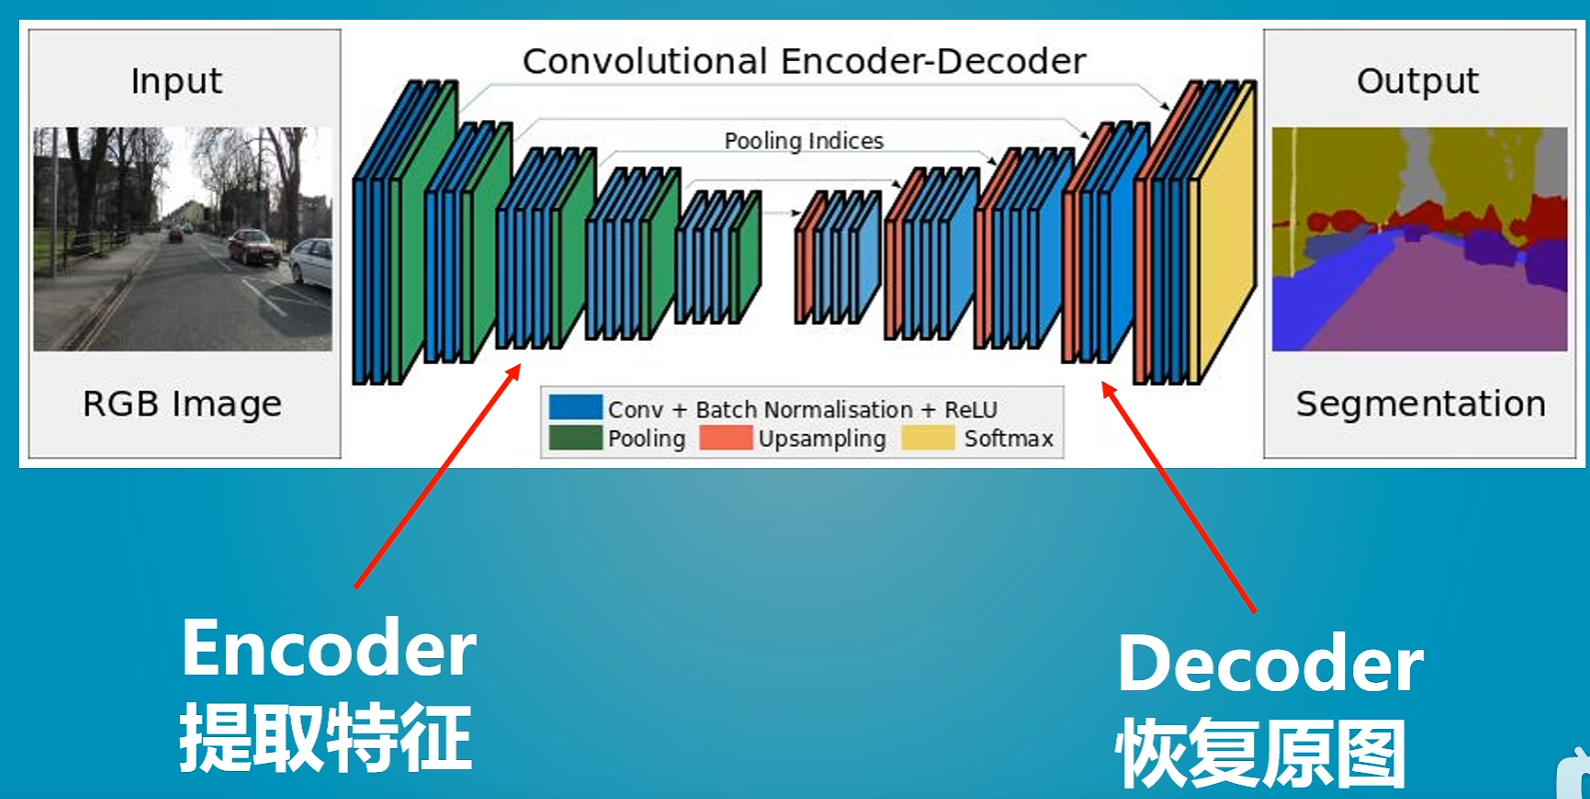 Convolutional Encoder-Decoder
Input
Output
Pooling Indices
RGB Image
Segmentation
Conv + Batch Normalisation + ReLU
Pooling
Upsampling
Softmax
Encoder
提取特征
Decoder
恢复原图